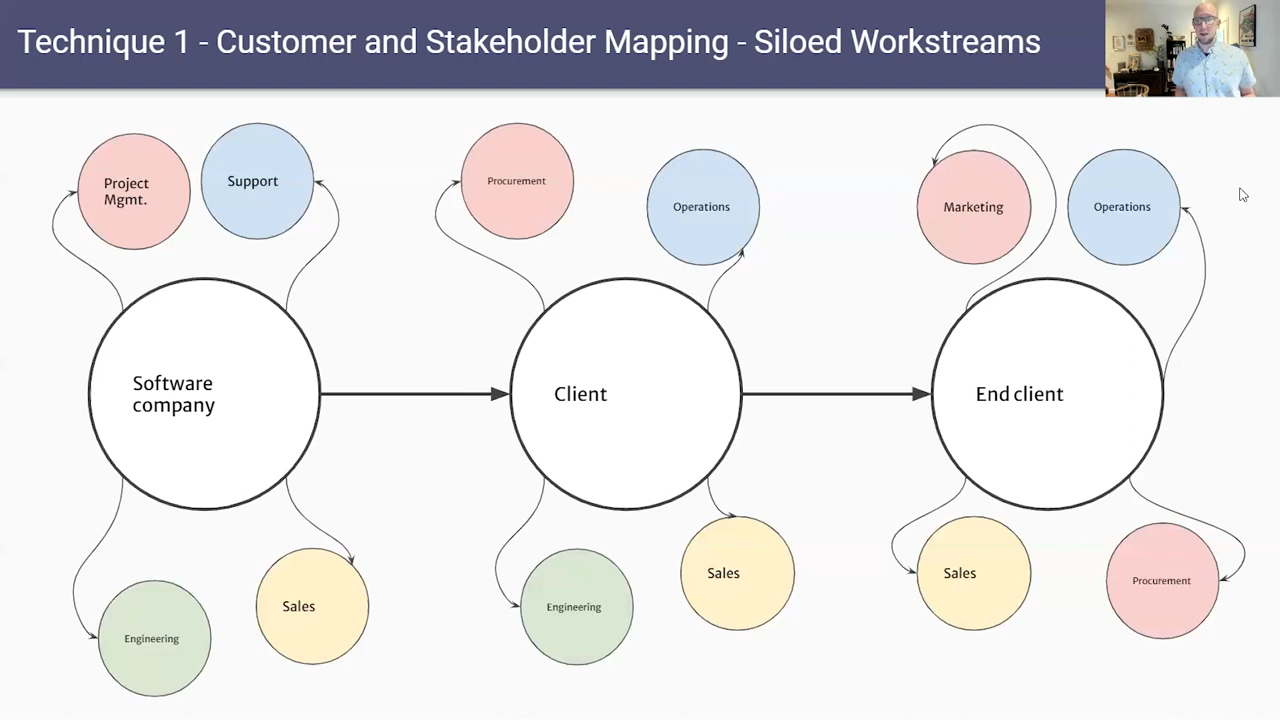 Technique 1 - Customer and Stakeholder Mapping - Siloed Workstreams
Project
Mgmt.
Support
Procurement
Operations
Marketing
Operations
Software
company
Client
End client
Engineering
Sales
Engineering
Sales
Sales
Procurement